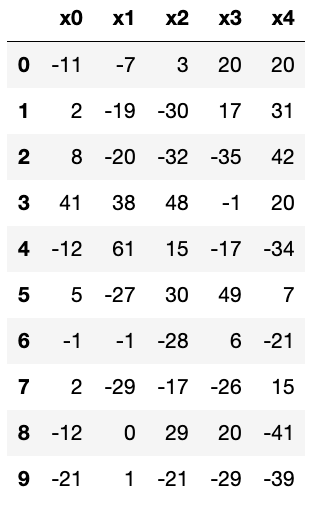 x0 x1 x2 x3 x4
0 -11 -7 3 20 20
1 2 -19 -30 17 31
2 8 -20 -32 -35 42
3 41 38 48 -1 20
4 -12 61 15 -17 -34
5 5 -27 30 49 7
6 -1 -1 -28 6 -21
7 2 -29 -17 -26 15
8 -12 0 29 20 -41
9 -21 1 -21 -29 -39